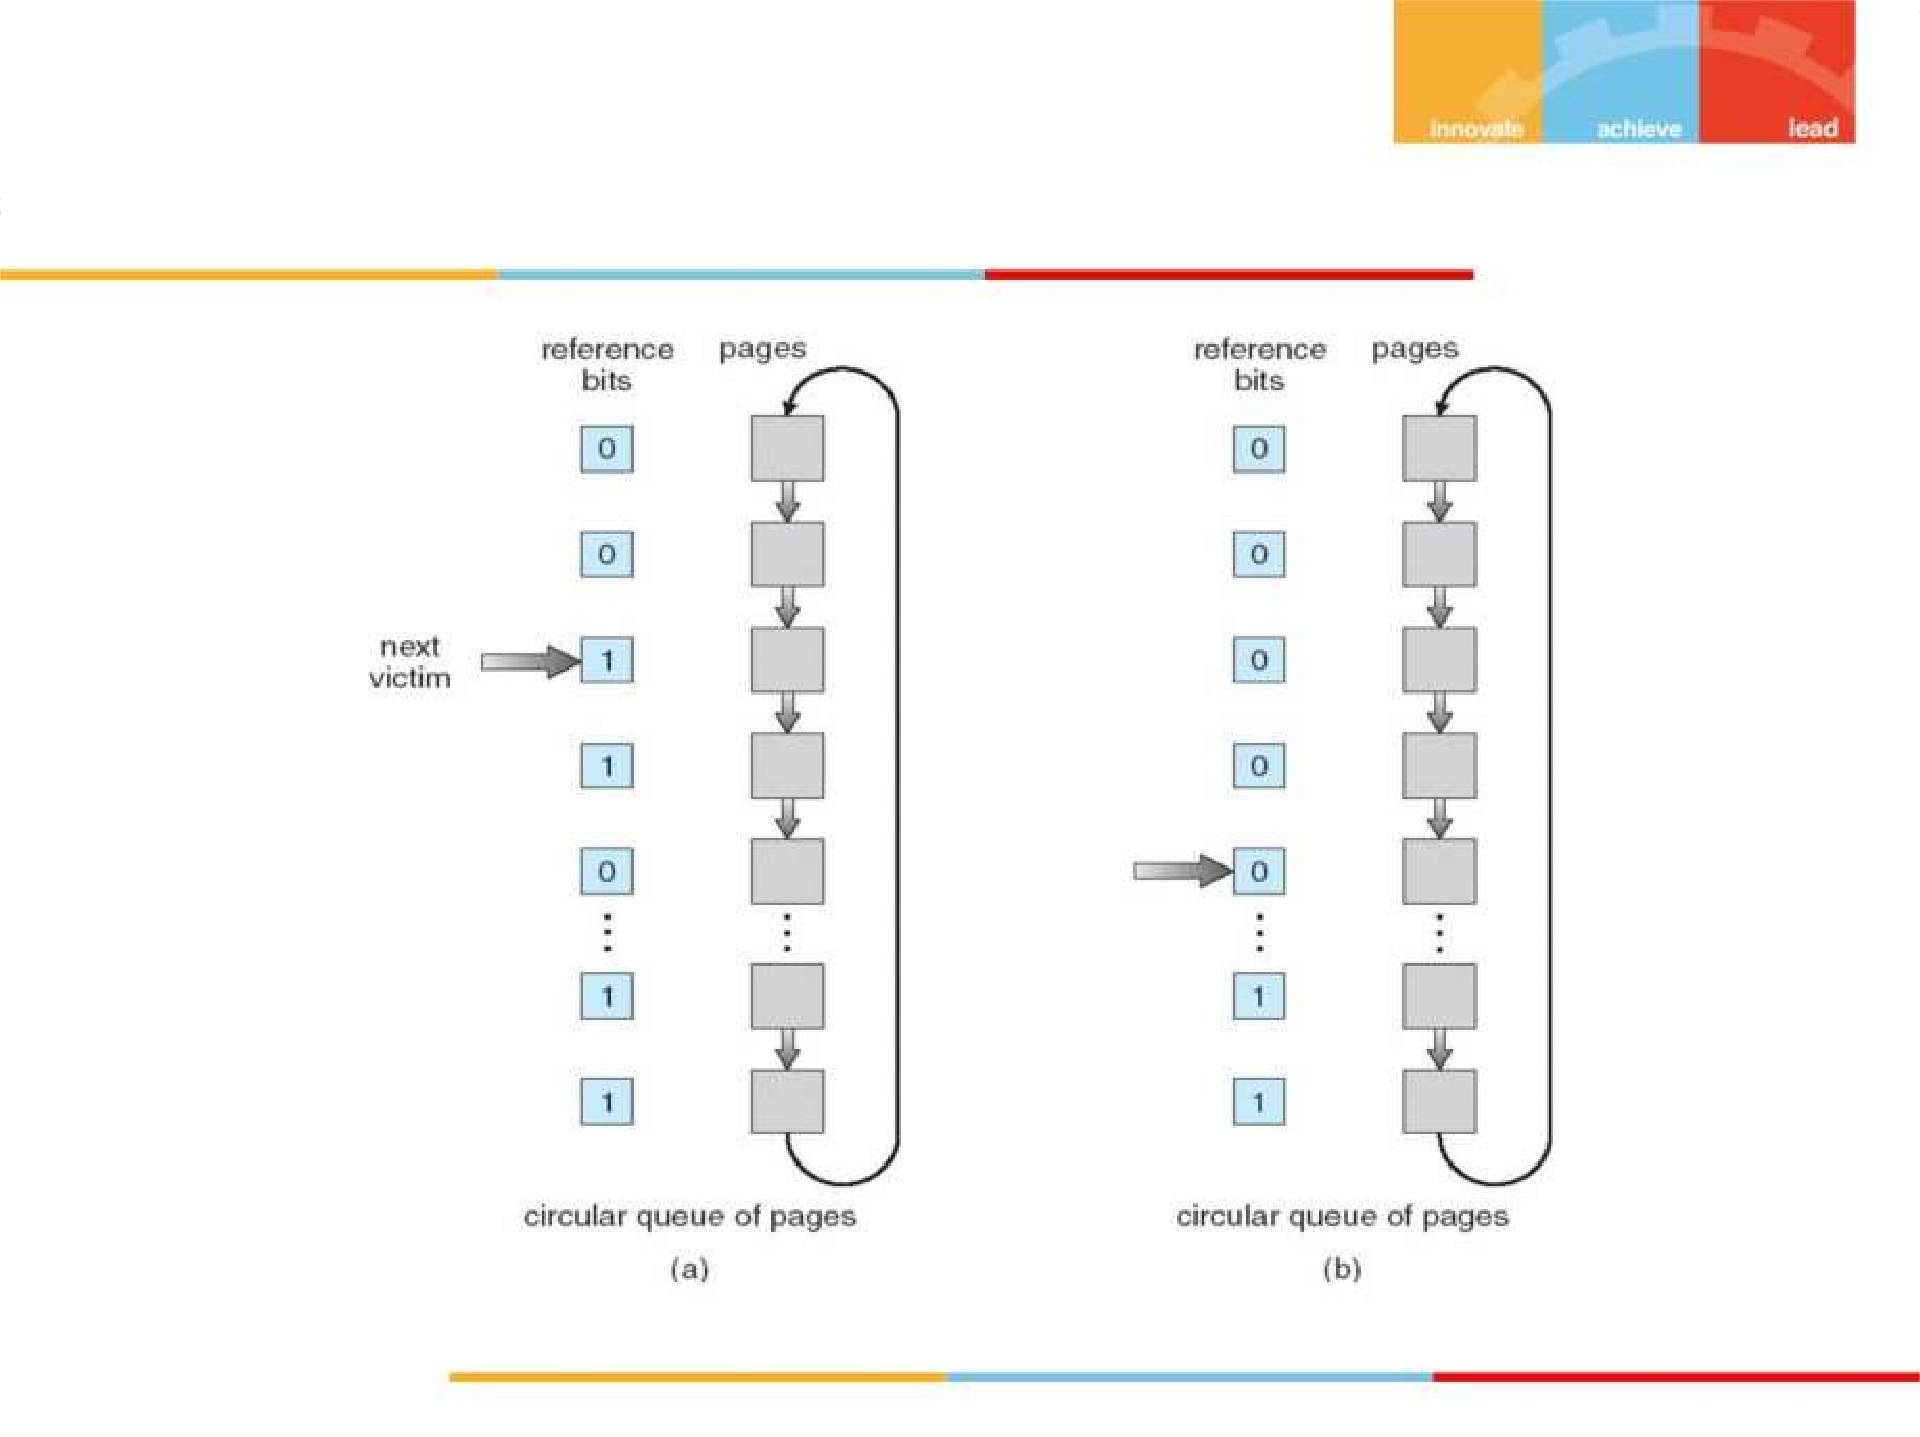 innovate achieve lead
reference bits pages
0
0
next victim 1
1
0
1
1
circular queue of pages
(a)
reference bits pages
0
0
0
0
0
1
1
circular queue of pages
(b)